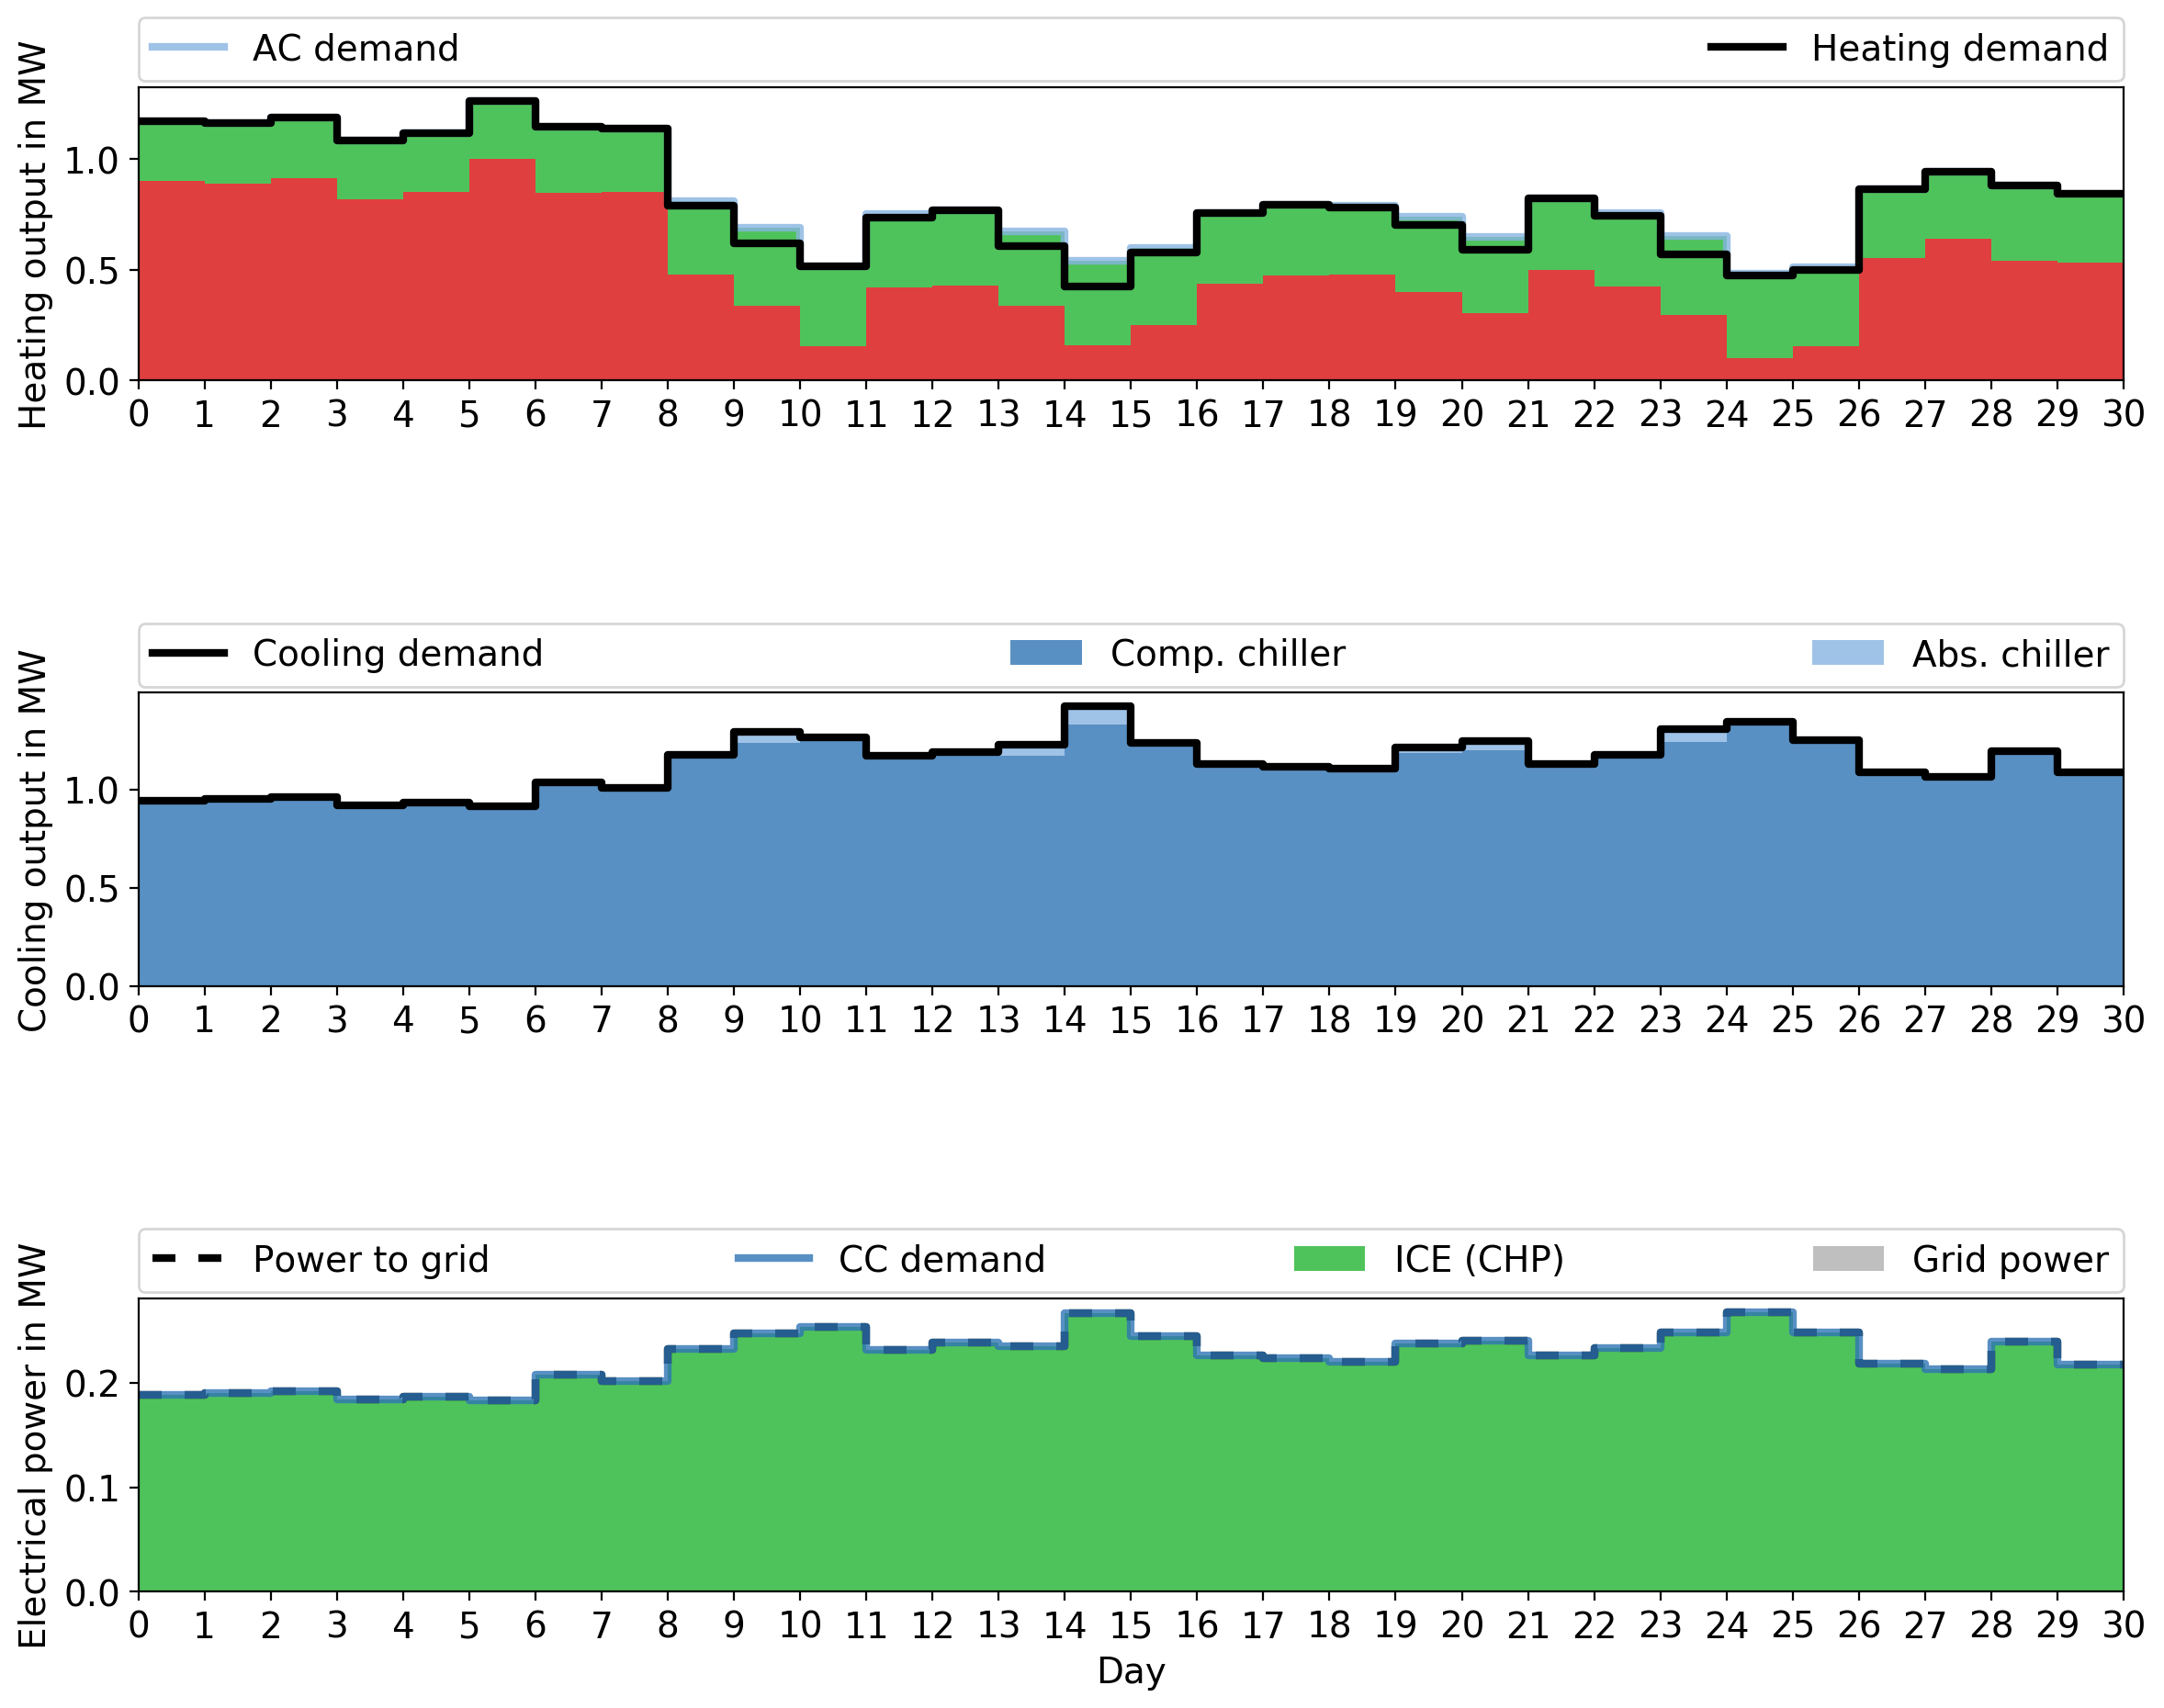 AC demand Heating demand
Heating output in MW
1.0
0.5
0.0
0 1 2 3 4 5 6 7 8 9 10 11 12 13 14 15 16 17 18 19 20 21 22 23 24 25 26 27 28 29 30
Cooling demand Comp. chiller Abs. chiller
Cooling output in MW
1.0
0.5
0.0
0 1 2 3 4 5 6 7 8 9 10 11 12 13 14 15 16 17 18 19 20 21 22 23 24 25 26 27 28 29 30
Power to grid CC demand ICE (CHP) Grid power
Electrical power in MW
0.2
0.1
0.0
0 1 2 3 4 5 6 7 8 9 10 11 12 13 14 15 16 17 18 19 20 21 22 23 24 25 26 27 28 29 30
Day